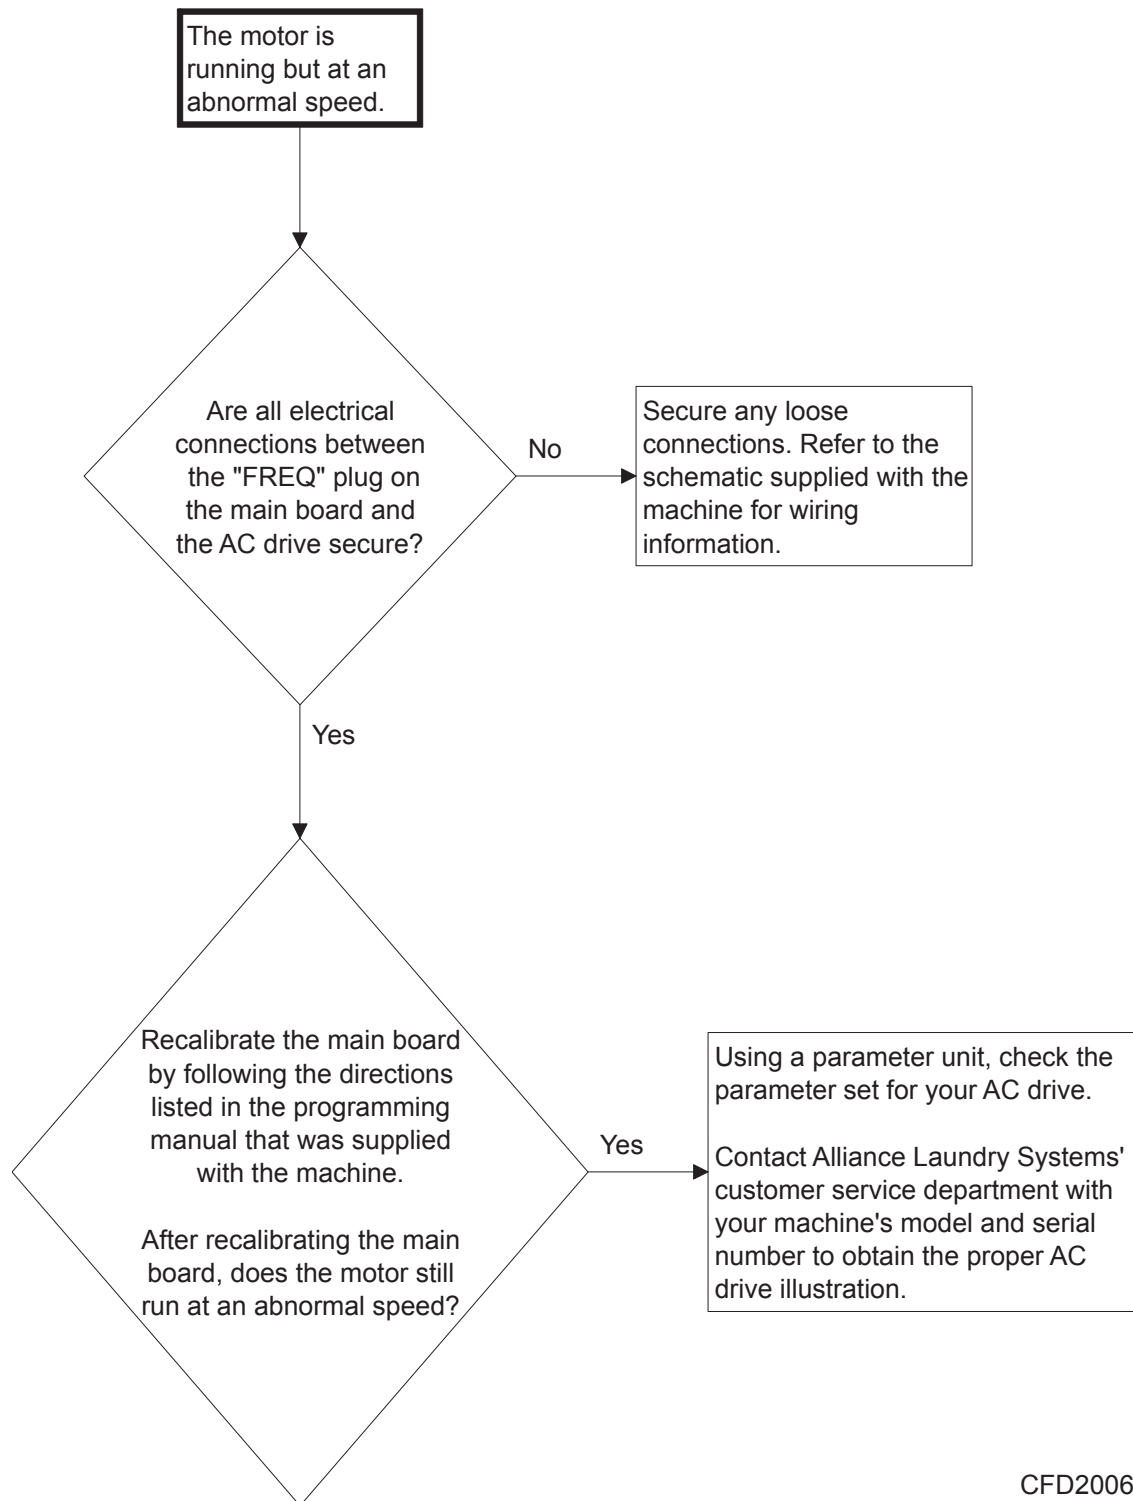 The motor is
running but at an
abnormal speed.
Are all electrical
connections between
the "FREQ" plug on
the main board and
the AC drive secure?
No
Secure any loose
connections. Refer to the
schematic supplied with the
machine for wiring
information.
Yes
Recalibrate the main board
by following the directions
listed in the programming
manual that was supplied
with the machine.
After recalibrating the main
board, does the motor still
run at an abnormal speed?
Yes
Using a parameter unit, check the
parameter set for your AC drive.
Contact Alliance Laundry Systems'
customer service department with
your machine's model and serial
number to obtain the proper AC
drive illustration.
CFD2006